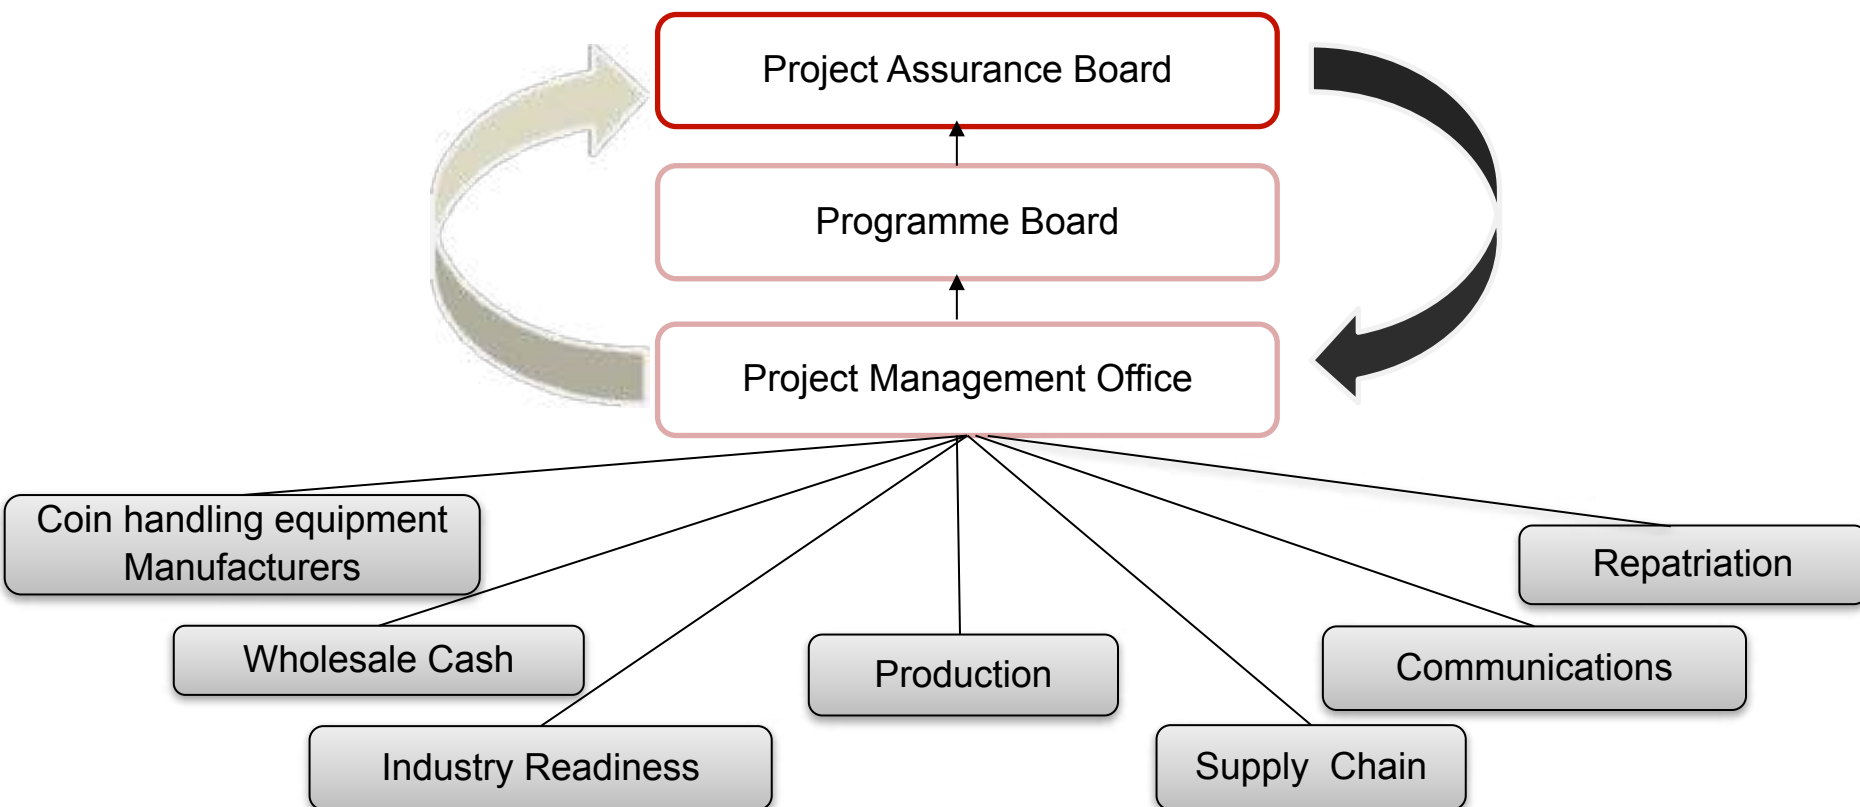 Project Assurance Board
Programme Board
Project Management Office
Coin handling equipment
Manufacturers
Repatriation
Wholesale Cash
Production
Communications
Industry Readiness
Supply  Chain